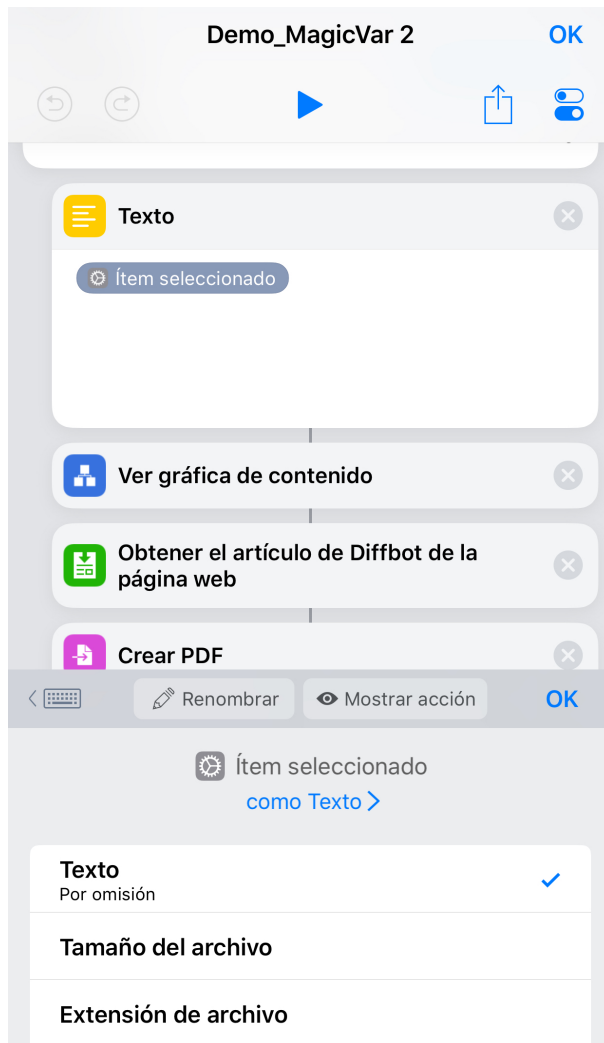 Demo_MagicVar 2
OK
Texto
Ítem seleccionado
Ver gráfica de contenido
Obtener el artículo de Diffbot de la
página web
Crear PDF
Renombrar
Mostrar acción
OK
Ítem seleccionado
como Texto
Texto
Por omisión
Tamaño del archivo
Extensión de archivo